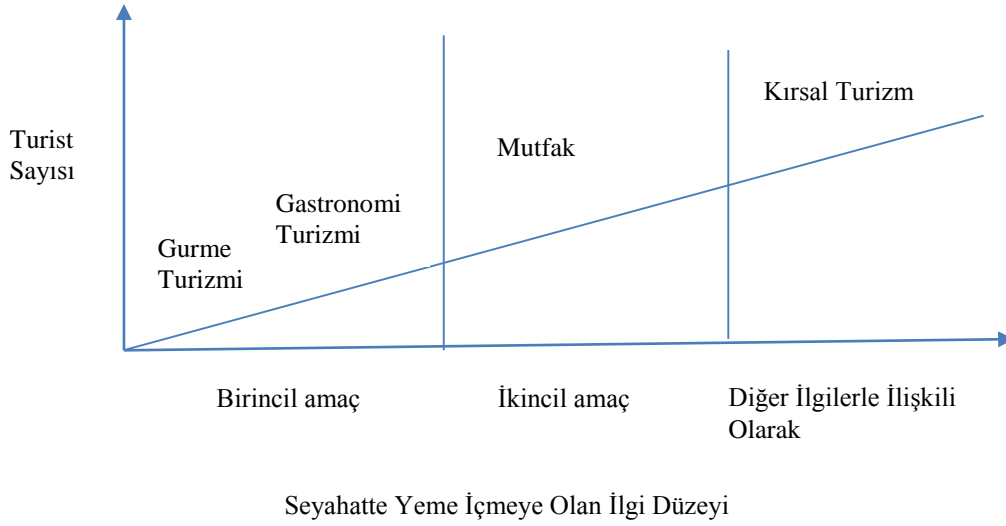 Kırsal Turizm
Turist
Sayısı
Mutfak
Gastronomi
Turizmi
Gurme
Turizmi
Birincil amaç
İkincil amaç
Diğer İlgilerle İlişkili
Olarak
Seyahatte Yeme İçmeye Olan İlgi Düzeyi